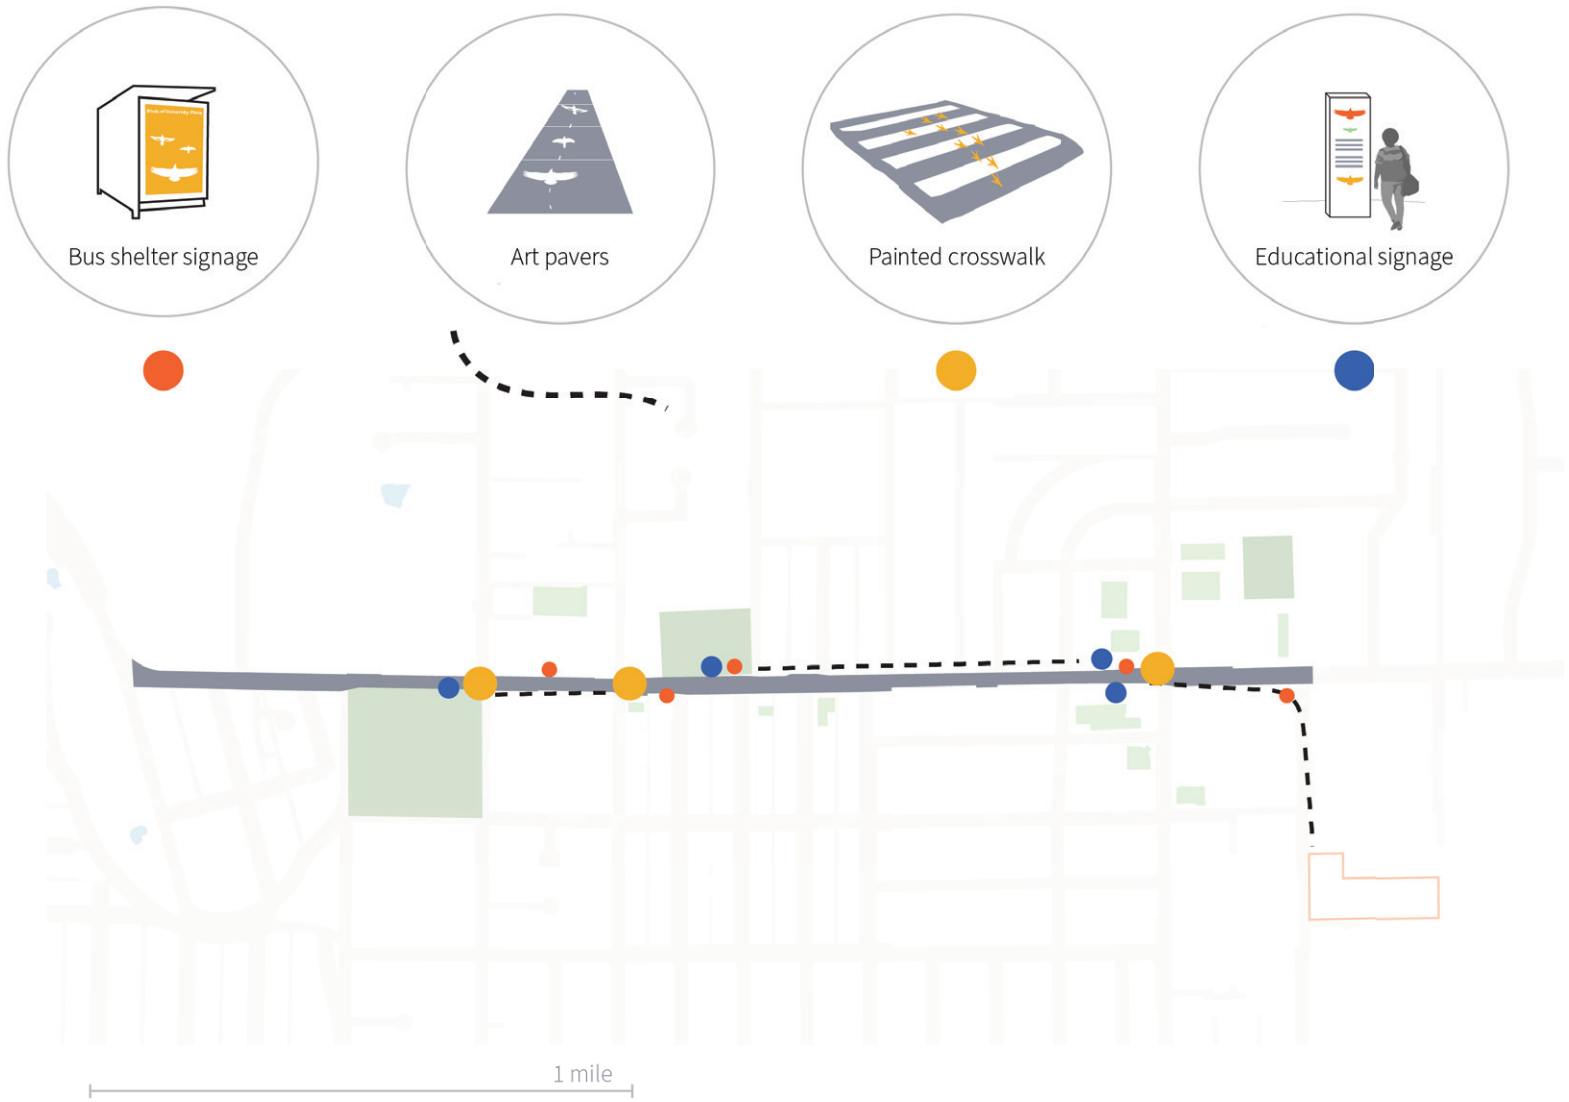 Bus shelter signage
Art pavers
Painted crosswalk
Educational signage
1 mile